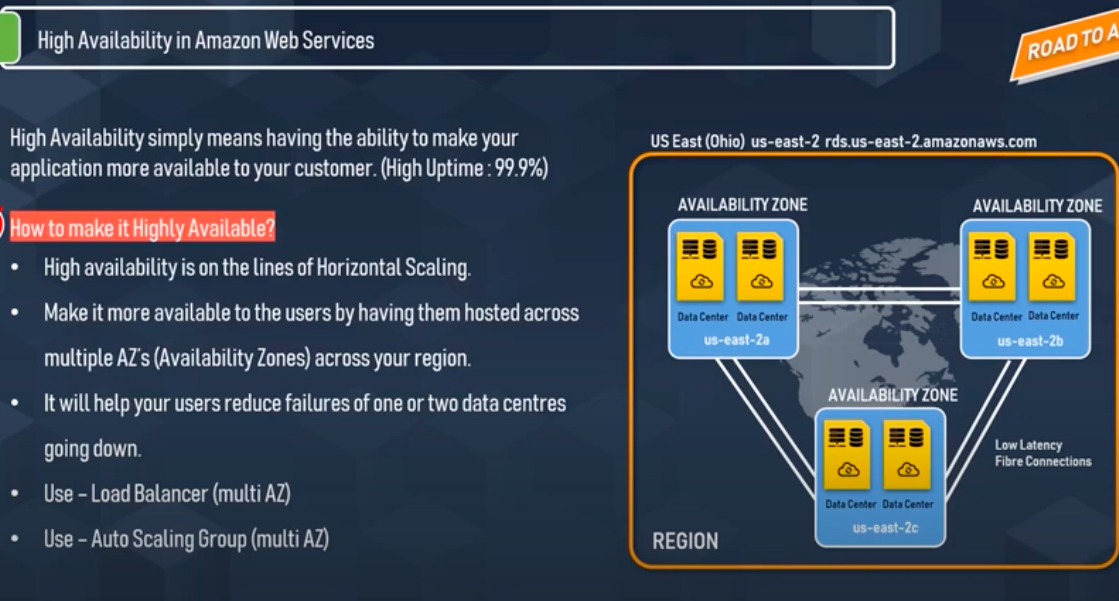 High Availability in Amazon Web Services
ROAD TO A
High Availability simply means having the ability to make your
application more available to your customer. (High Uptime : 99.9%)
How to make it Highly Available?
• High availability is on the lines of Horizontal Scaling.
• Make it more available to the users by having them hosted across
multiple AZ's (Availability Zones) across your region.
• It will help your users reduce failures of one or two data centres
going down.
• Use – Load Balancer (multi AZ)
• Use – Auto Scaling Group (multi AZ)
US East (Ohio) us-east-2 rds.us-east-2.amazonaws.com
AVAILABILITY ZONE
Data Center Data Center
us-east-2a
AVAILABILITY ZONE
Data Center Data Center
us-east-2b
AVAILABILITY ZONE
Data Center Data Center
us-east-2c
Low Latency
Fibre Connections
REGION